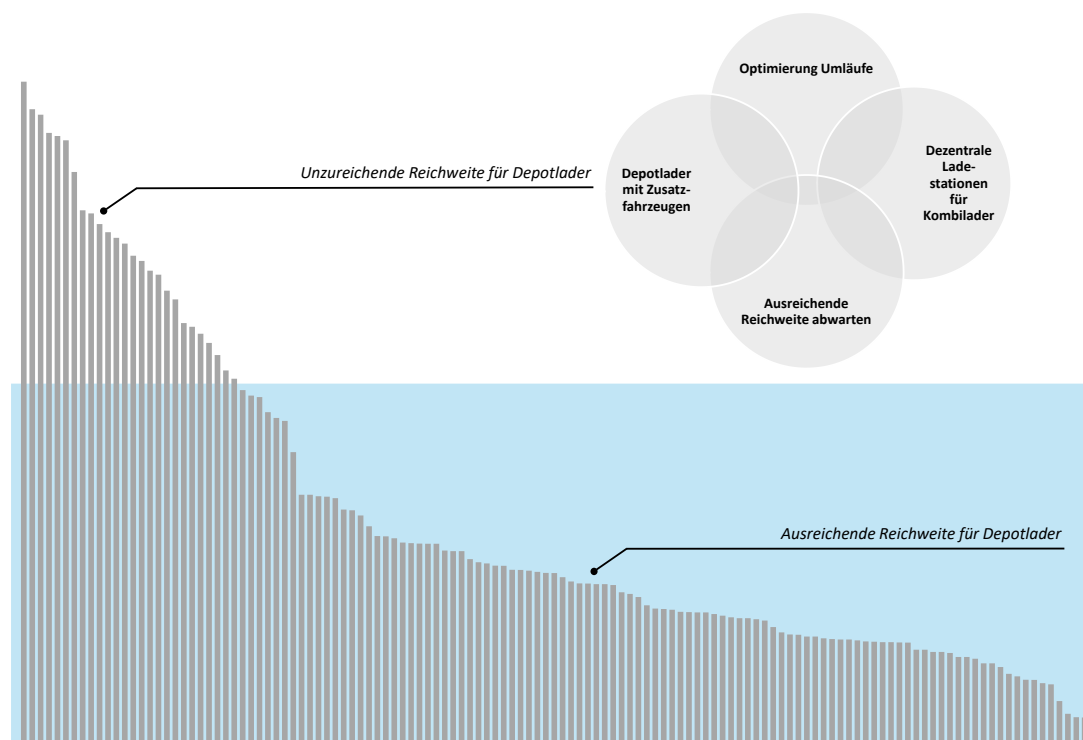 Optimierung Umläufe
Unzureichende Reichweite für Depotlader
Depotlader
mit Zusatz-
fahrzeugen
Dezentrale
Lade-
stationen
für
Kombilader
Ausreichende
Reichweite abwarten
Ausreichende Reichweite für Depotlader